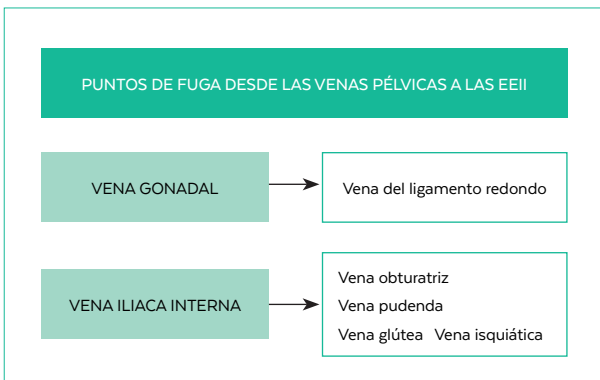 PUNTOS DE FUGA DESDE LAS VENAS PÉLVICAS A LAS EEII
VENA GONADAL
Vena del ligamento redondo
VENA ILIACA INTERNA
Vena obturatriz
Vena pudenda
Vena glútea Vena isquiática